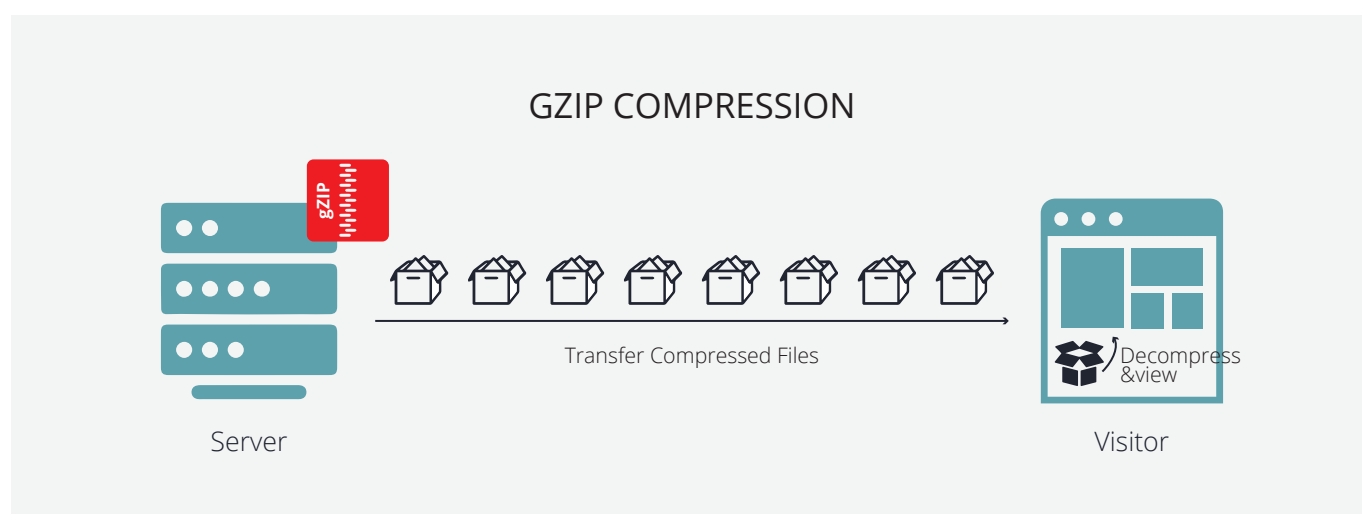 GZIP COMPRESSION
gZIP
Transfer Compressed Files
Decompress
&view
Server
Visitor